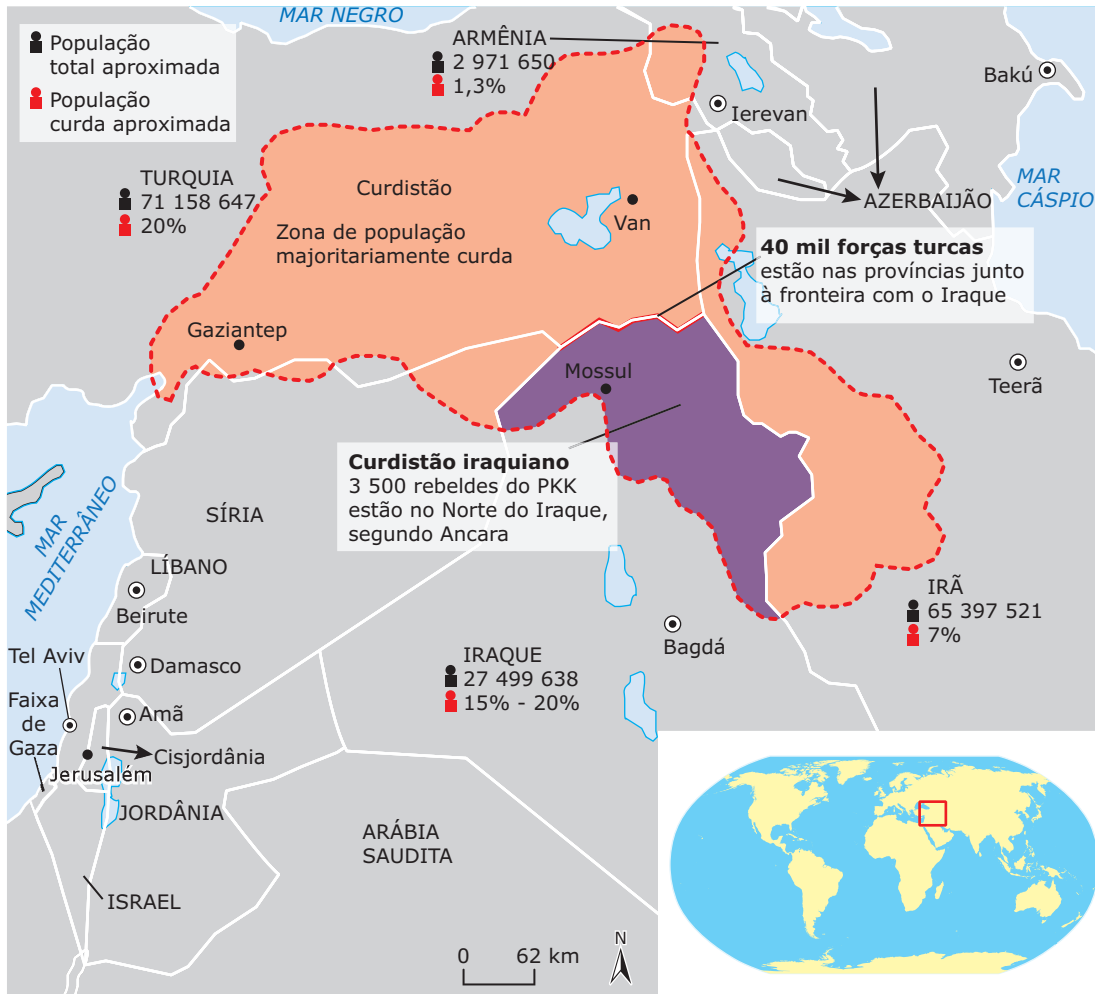 MAR NEGRO
População
total aproximada
População
curda aproximada
ARMÊNIA
2 971 650
1,3%
Bakú
Ierevan
MAR
CÁSPIO
AZERBAIJÃO
TURQUIA
71 158 647
20%
Curdistão
Zona de população
majoritariamente curda
Van
40 mil forças turcas
estão nas províncias junto
à fronteira com o Iraque
Gaziantep
Mossul
Teerã
Curdistão iraquiano
3 500 rebeldes do PKK
estão no Norte do Iraque,
segundo Ancara
MAR
MEDITERRÂNEO
SÍRIA
LÍBANO
Beirute
IRÃ
65 397 521
7%
Bagdá
IRAQUE
27 499 638
15% - 20%
Tel Aviv
Damasco
Faixa
de
Gaza
Amã
Cisjordânia
Jerusalém
JORDÂNIA
ARÁBIA
SAUDITA
ISRAEL
0 62 km
N